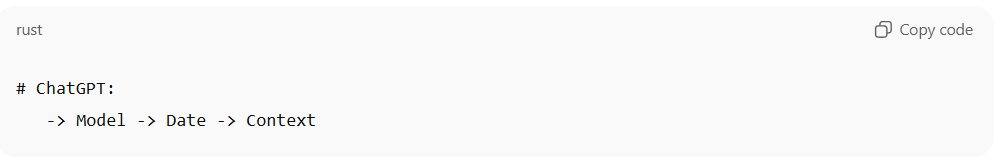 rust Copy code
# ChatGPT:
-> Model -> Date -> Context